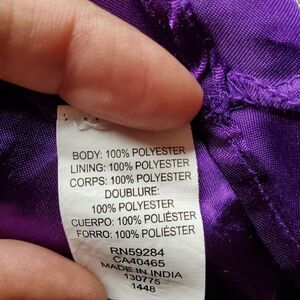 BODY: 100% POLYESTER
LINING: 100% POLYESTER
CORPS: 100% POLYESTER
DOUBLURE:
100% POLYESTER
CUERPO: 100% POLIÉSTER
FORRO: 100% POLIÉSTER
RN59284
CA40465
MADE IN INDIA
130775
1448